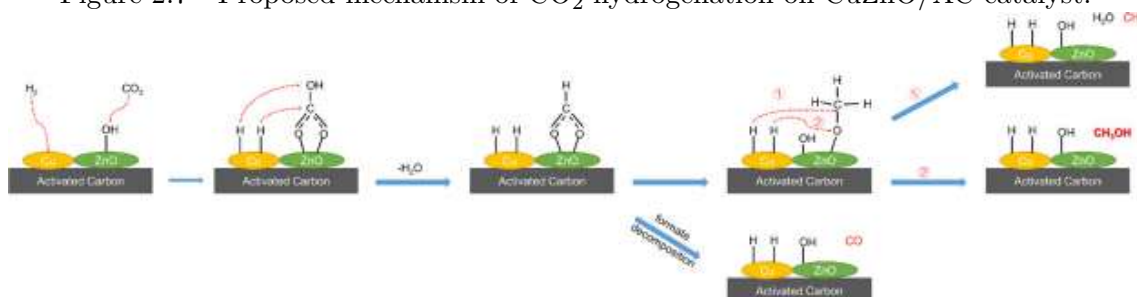 Figure 2.7 Proposed mechanism of CO2 hydrogenation on CuZnO/AC catalyst.
H H OH H2O
Cu ZnO
Activated Carbon
H2 CO2
OH
Cu ZnO
Activated Carbon
OH
C
H H O O
Cu ZnO
Activated Carbon
-H2O
H
C
H H O O
Cu ZnO
Activated Carbon
H
① H C H
② O
H H OH
Cu ZnO
Activated Carbon
①
②
H H OH CH3OH
Cu ZnO
Activated Carbon
formate
decomposition
H H OH CO
Cu ZnO
Activated Carbon